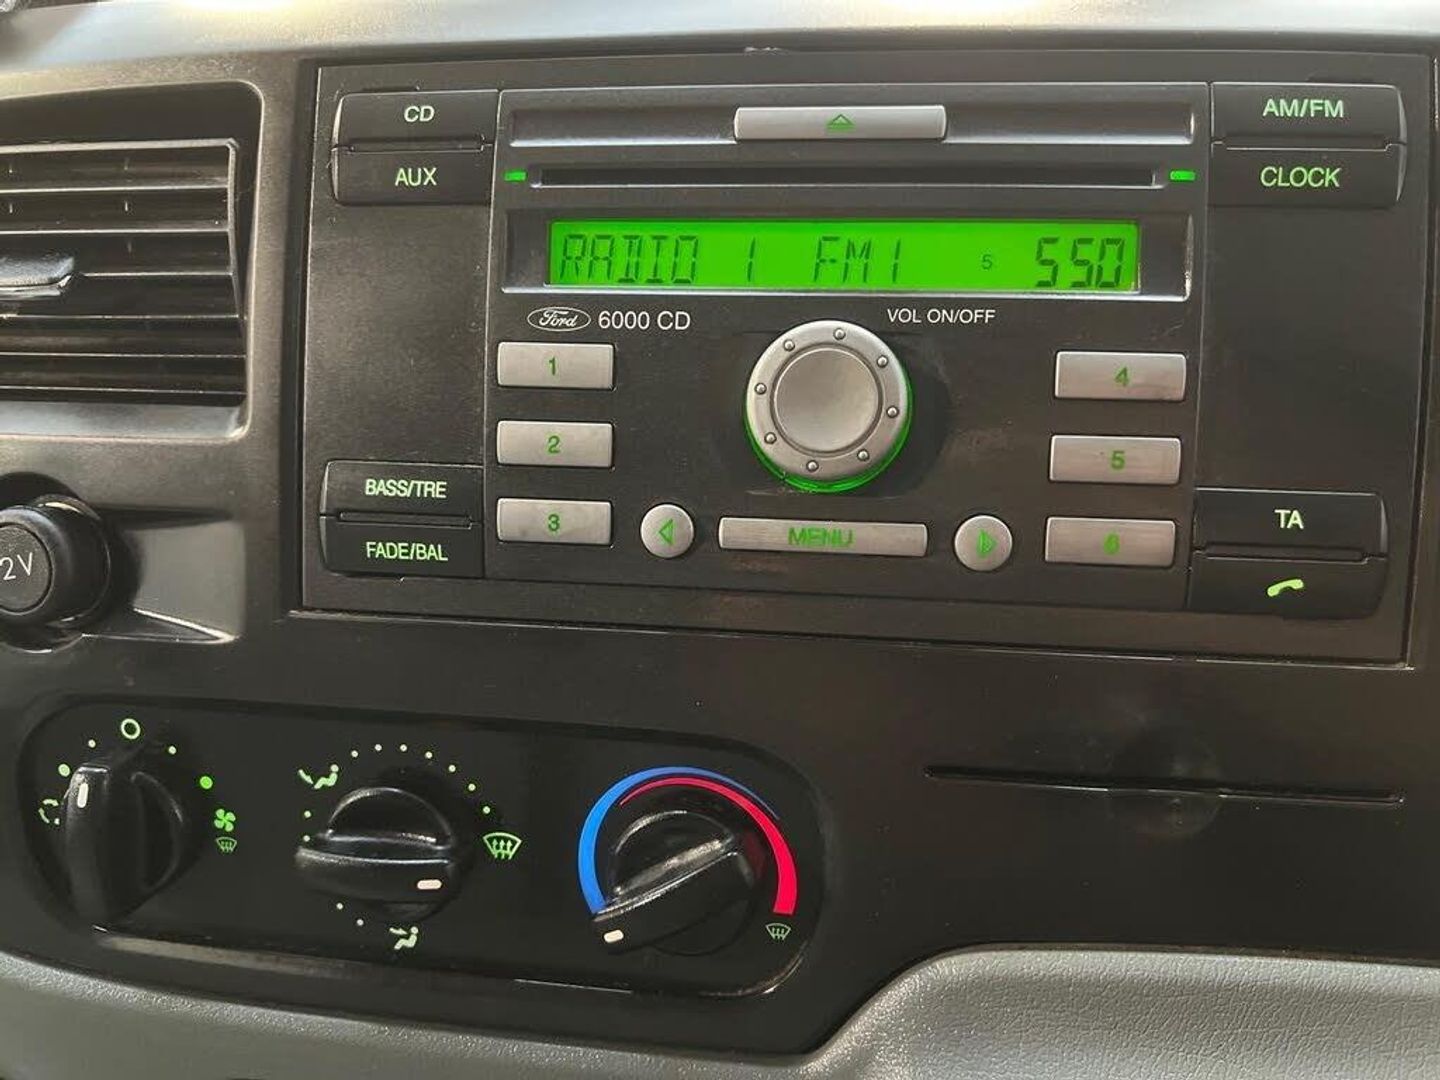 CD
AM/FM
AUX
CLOCK
RADIO 1 FM1 5 550
Ford 6000 CD
VOL ON/OFF
1
4
2
5
BASS/TRE
3
MENU
6
TA
FADE/BAL
2V